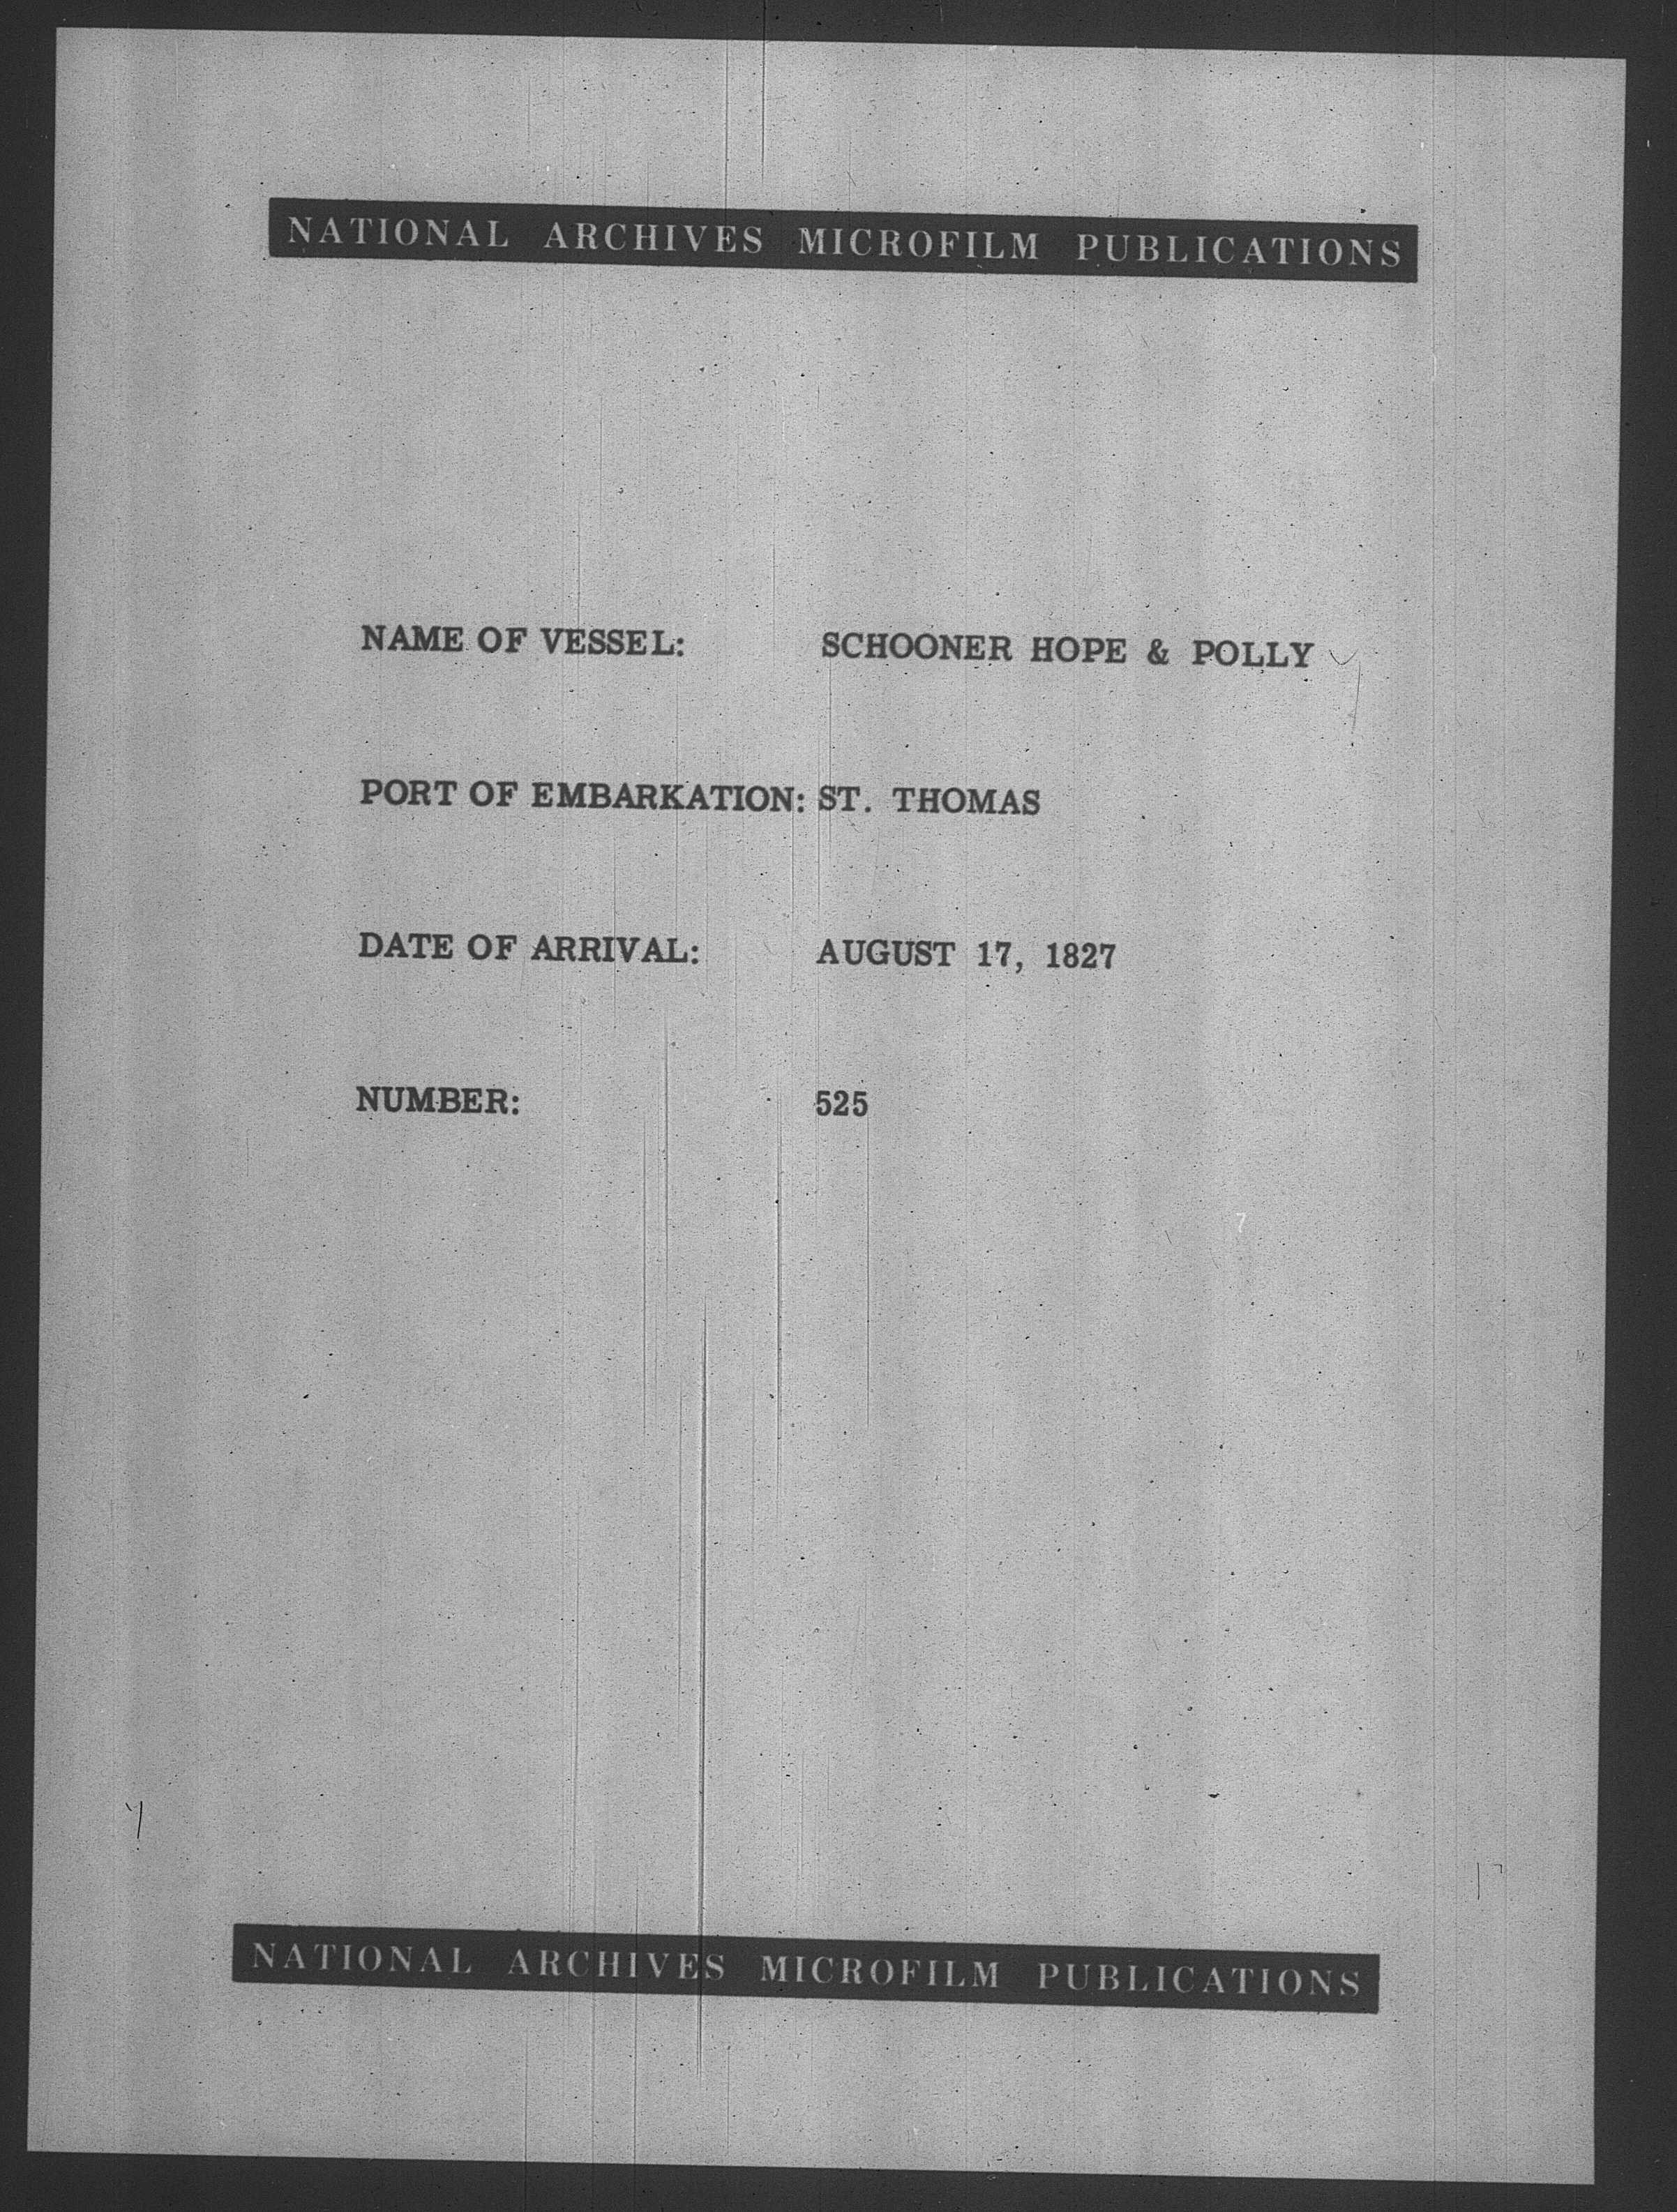 NATIONAL ARCHIVES MICROFILM PUBLICATIONS
NAME OF VESSEL: SCHOONER HOPE & POLLY
PORT OF EMBARKATION: ST. THOMAS
DATE OF ARRIVAL: AUGUST 17, 1827
NUMBER: 525
NATIONAL ARCHIVES MICROFILM PUBLICATIONS